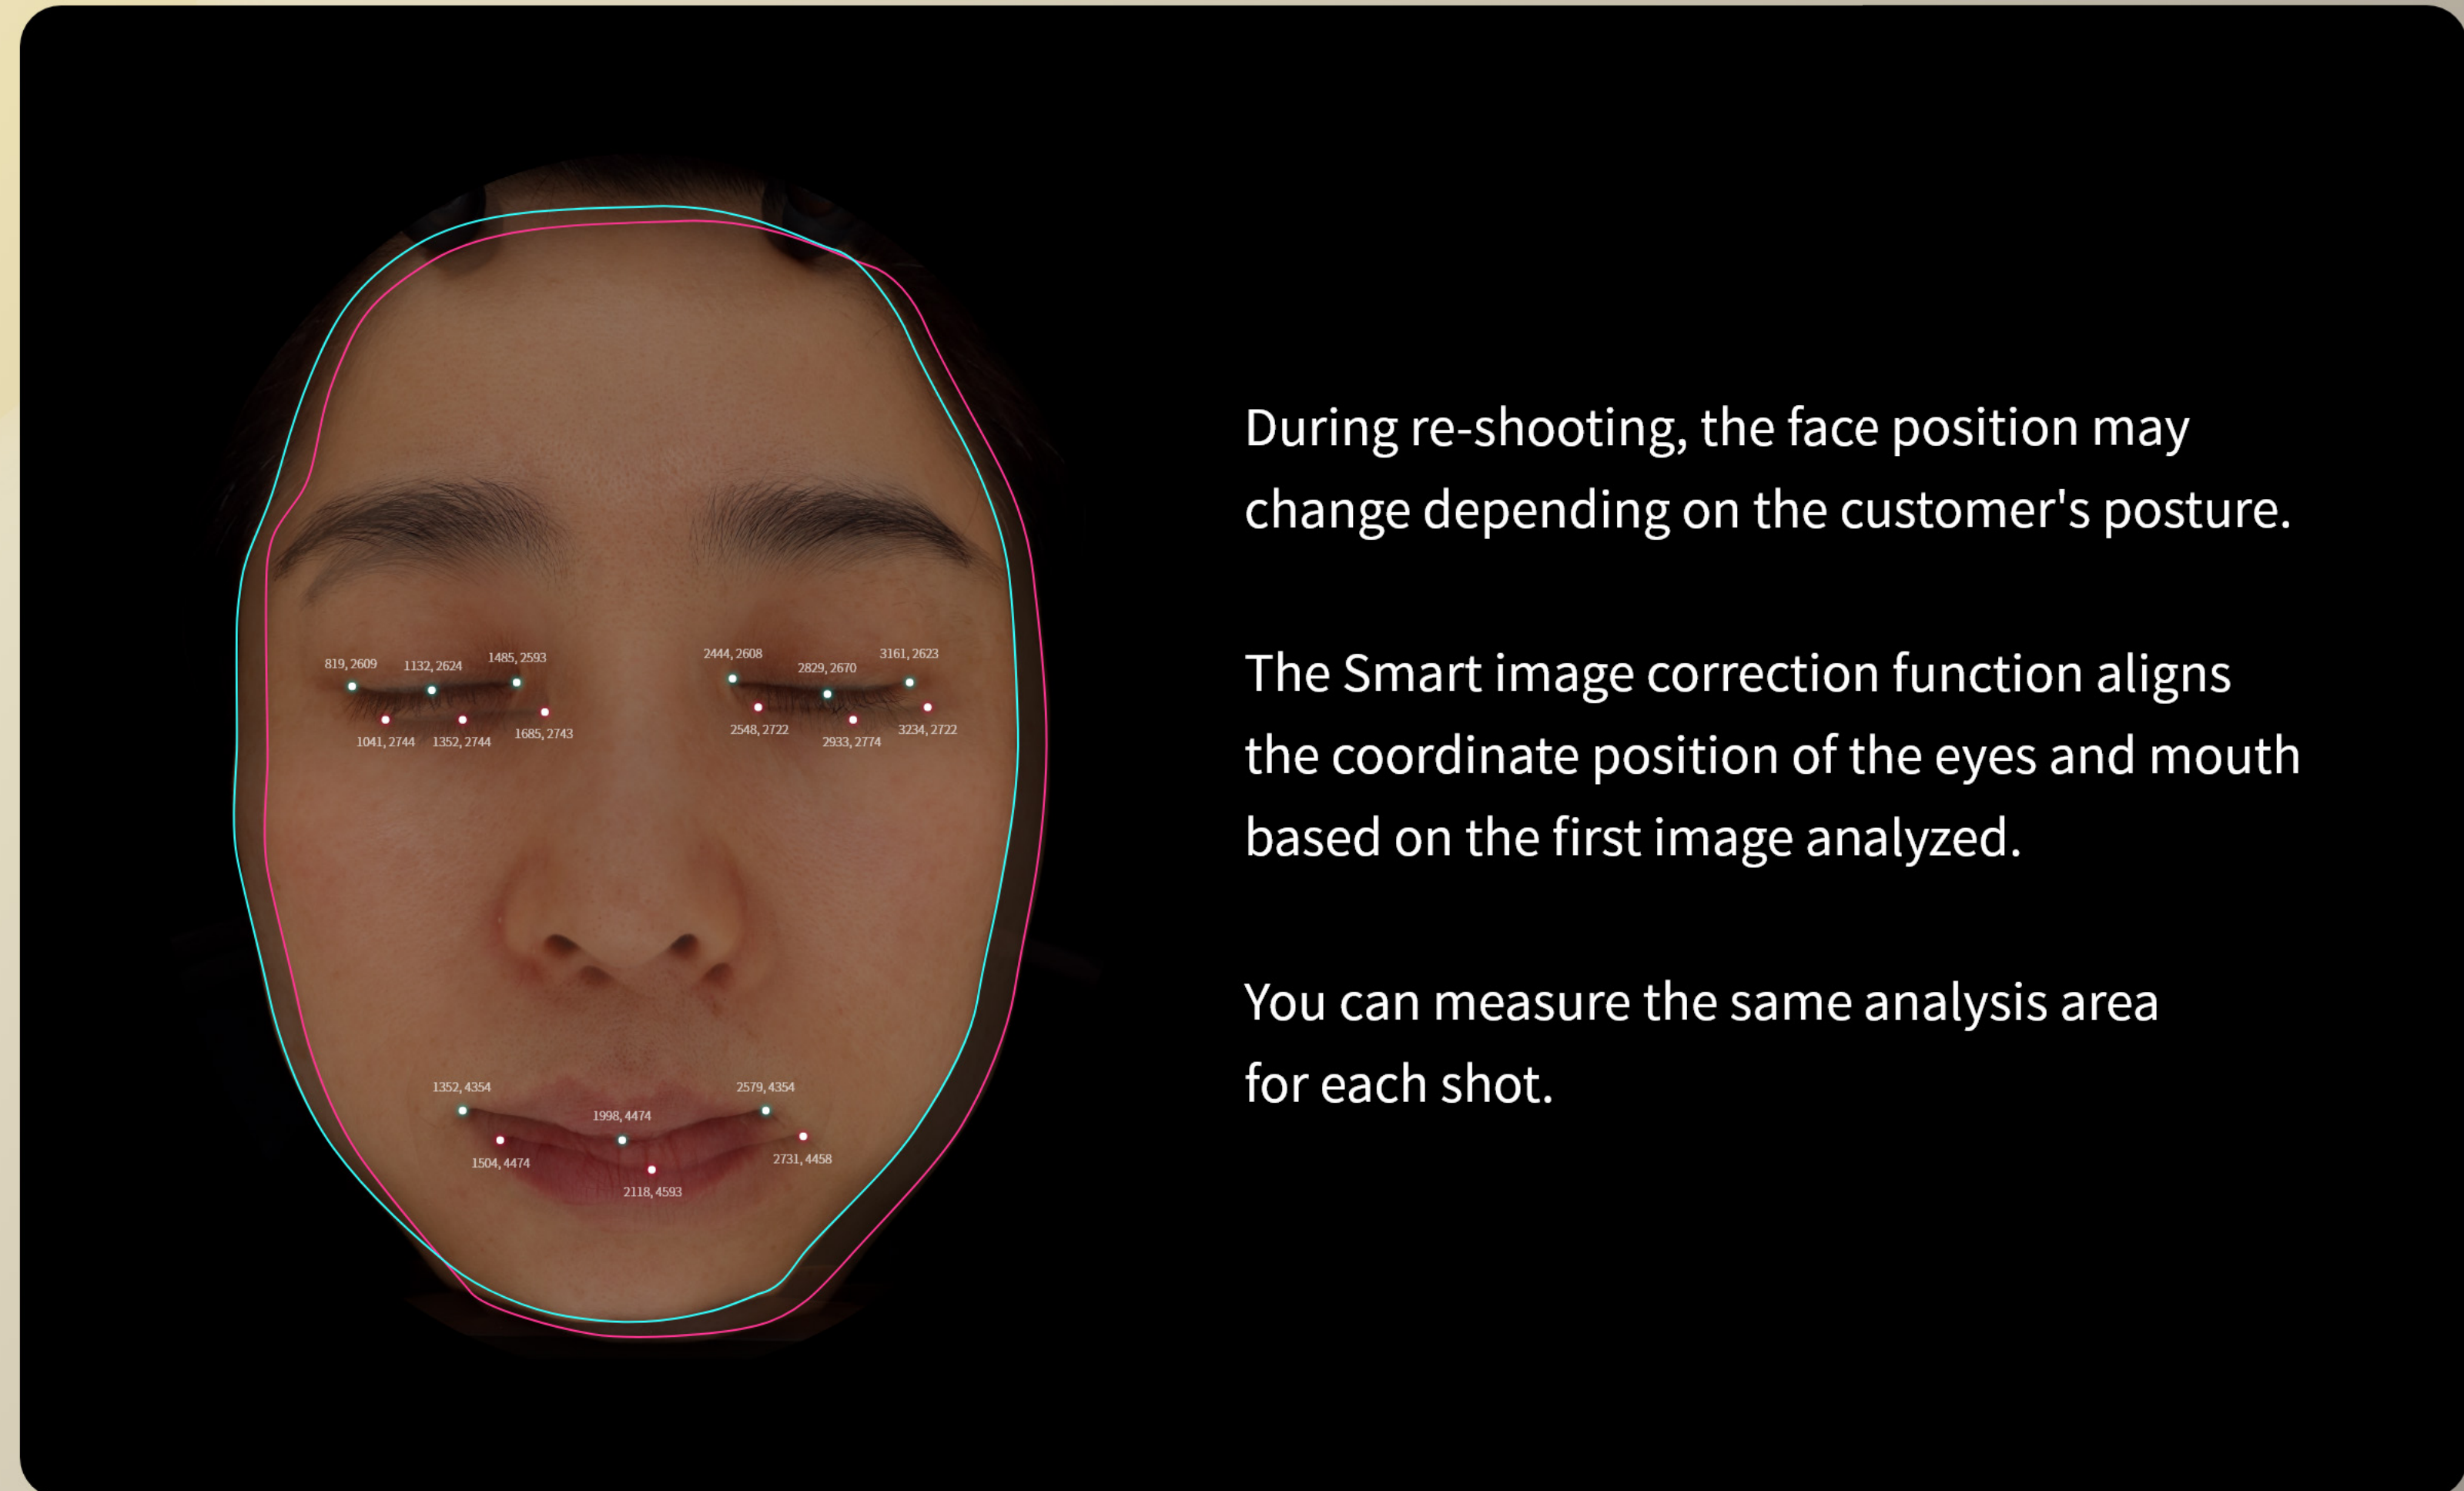 819, 2609
1132, 2624
1485, 2593
2444, 2608
2829, 2670
3161, 2623
1041, 2744
1352, 2744
1685, 2743
2548, 2722
2933, 2774
3234, 2722
1352, 4354
1998, 4474
2579, 4354
1504, 4474
2118, 4593
2731, 4458
During re-shooting, the face position may
change depending on the customer's posture.
The Smart image correction function aligns
the coordinate position of the eyes and mouth
based on the first image analyzed.
You can measure the same analysis area
for each shot.